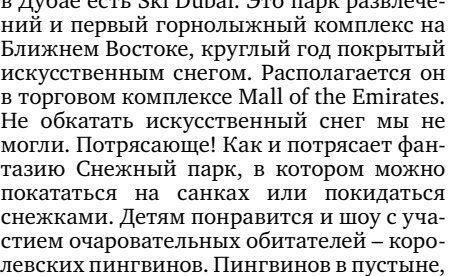 в Дубае есть Ski Dubai. Это парк развлече-
ний и первый горнолыжный комплекс на
Ближнем Востоке, круглый год покрытый
искусственным снегом. Располагается он
в торговом комплексе Mall of the Emirates.
Не обкатать искусственный снег мы не
могли. Потрясающе! Как и потрясает фан-
тазию Снежный парк, в котором можно
покататься на санках или покидаться
снежками. Детям понравится и шоу с уча-
стием очаровательных обитателей – коро-
левских пингвинов. Пингвинов в пустыне,